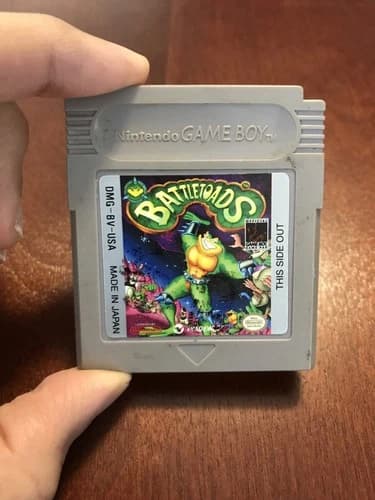 Nintendo GAME BOY
DMG-BV-USA
MADE IN JAPAN
BATTLETOADS
THIS SIDE OUT